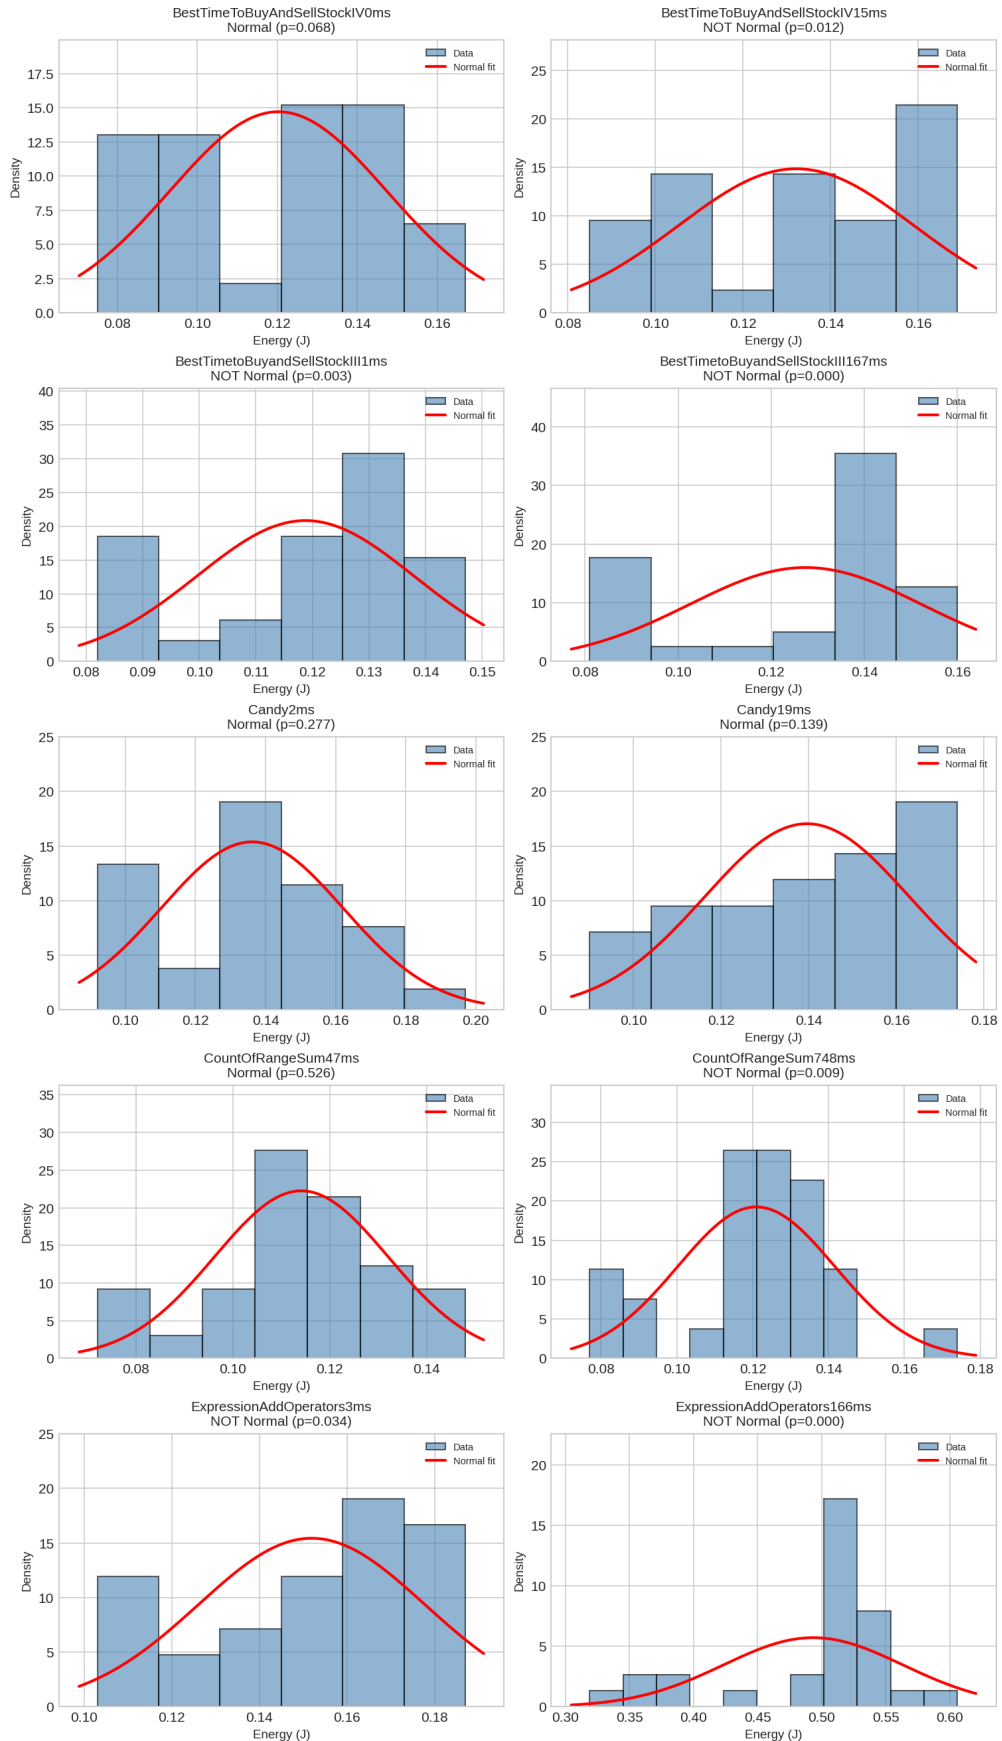 BestTimeToBuyAndSellStockIV0ms
Normal (p=0.068)
Data
Normal fit
17.5
15.0
12.5
10.0
7.5
5.0
2.5
0.0
Density
0.08 0.10 0.12 0.14 0.16
Energy (J)
BestTimeToBuyAndSellStockIV15ms
NOT Normal (p=0.012)
Data
Normal fit
25
20
15
10
5
0
Density
0.08 0.10 0.12 0.14 0.16
Energy (J)
BestTimetoBuyandSellStockIII1ms
NOT Normal (p=0.003)
Data
Normal fit
40
35
30
25
20
15
10
5
0
Density
0.08 0.09 0.10 0.11 0.12 0.13 0.14 0.15
Energy (J)
BestTimetoBuyandSellStockIII167ms
NOT Normal (p=0.000)
Data
Normal fit
40
30
20
10
0
Density
0.08 0.10 0.12 0.14 0.16
Energy (J)
Candy2ms
Normal (p=0.277)
Data
Normal fit
25
20
15
10
5
0
Density
0.10 0.12 0.14 0.16 0.18 0.20
Energy (J)
Candy19ms
Normal (p=0.139)
Data
Normal fit
25
20
15
10
5
0
Density
0.10 0.12 0.14 0.16 0.18
Energy (J)
CountOfRangeSum47ms
Normal (p=0.526)
Data
Normal fit
35
30
25
20
15
10
5
0
Density
0.08 0.10 0.12 0.14
Energy (J)
CountOfRangeSum748ms
NOT Normal (p=0.009)
Data
Normal fit
30
25
20
15
10
5
0
Density
0.08 0.10 0.12 0.14 0.16 0.18
Energy (J)
ExpressionAddOperators3ms
NOT Normal (p=0.034)
Data
Normal fit
25
20
15
10
5
0
Density
0.10 0.12 0.14 0.16 0.18
Energy (J)
ExpressionAddOperators166ms
NOT Normal (p=0.000)
Data
Normal fit
20
15
10
5
0
Density
0.30 0.35 0.40 0.45 0.50 0.55 0.60
Energy (J)